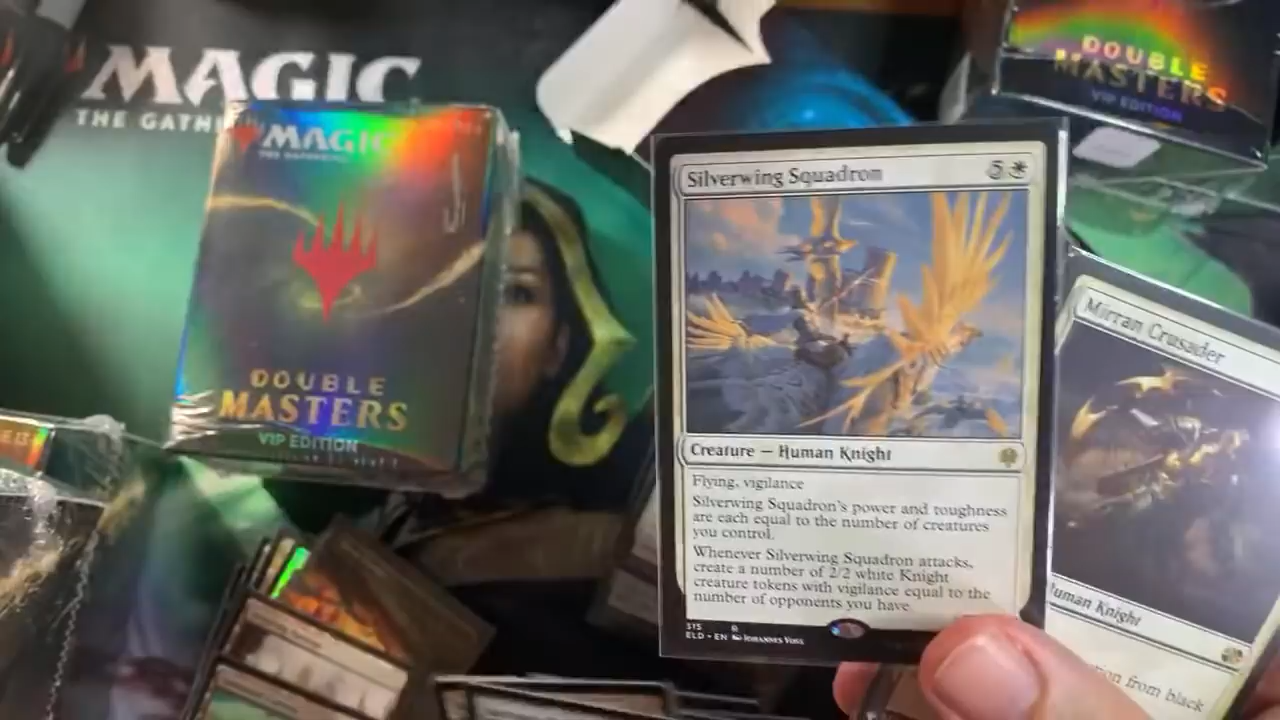 MAGIC
THE GATH
MAGIC
DOUBLE
MASTERS
VIP EDITION
DOUBLE
MASTERS
VIP EDITION
Silverwing Squadron 5
Creature — Human Knight
Flying, vigilance
Silverwing Squadron's power and toughness
are each equal to the number of creatures
you control.
Whenever Silverwing Squadron attacks,
create a number of 2/2 white Knight
creature tokens with vigilance equal to the
number of opponents you have
315 R
ELD • EN Johannes Voss
Mirran Crusader
Human Knight
ction from black